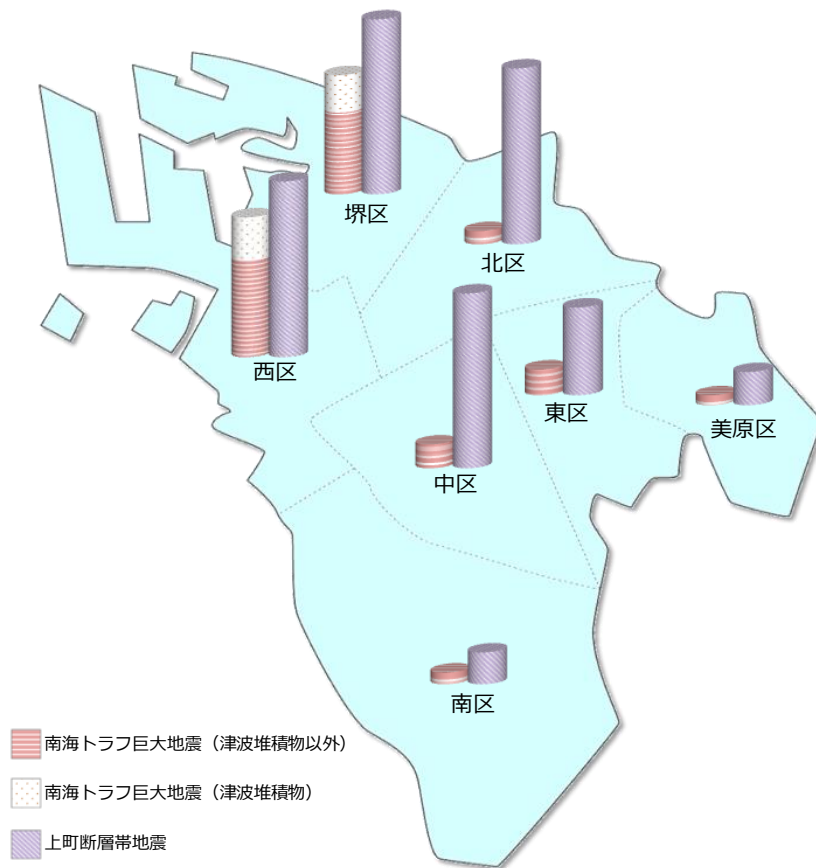 堺区
北区
西区
東区
美原区
中区
南区
南海トラフ巨大地震（津波堆積物以外）
南海トラフ巨大地震（津波堆積物）
上町断層帯地震